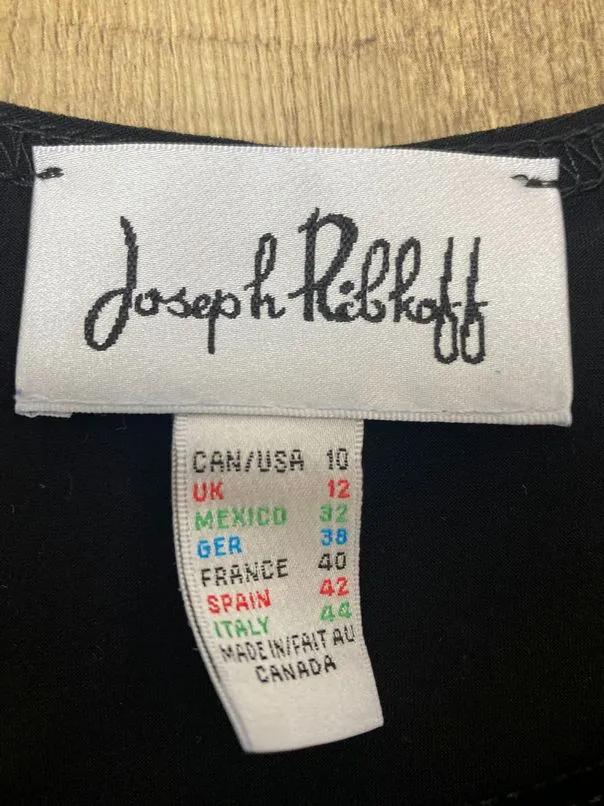 Joseph Ribkoff
CAN/USA 10
UK 12
MEXICO 32
GER 38
FRANCE 40
SPAIN 42
ITALY 44
MADE IN/FAIT AU
CANADA